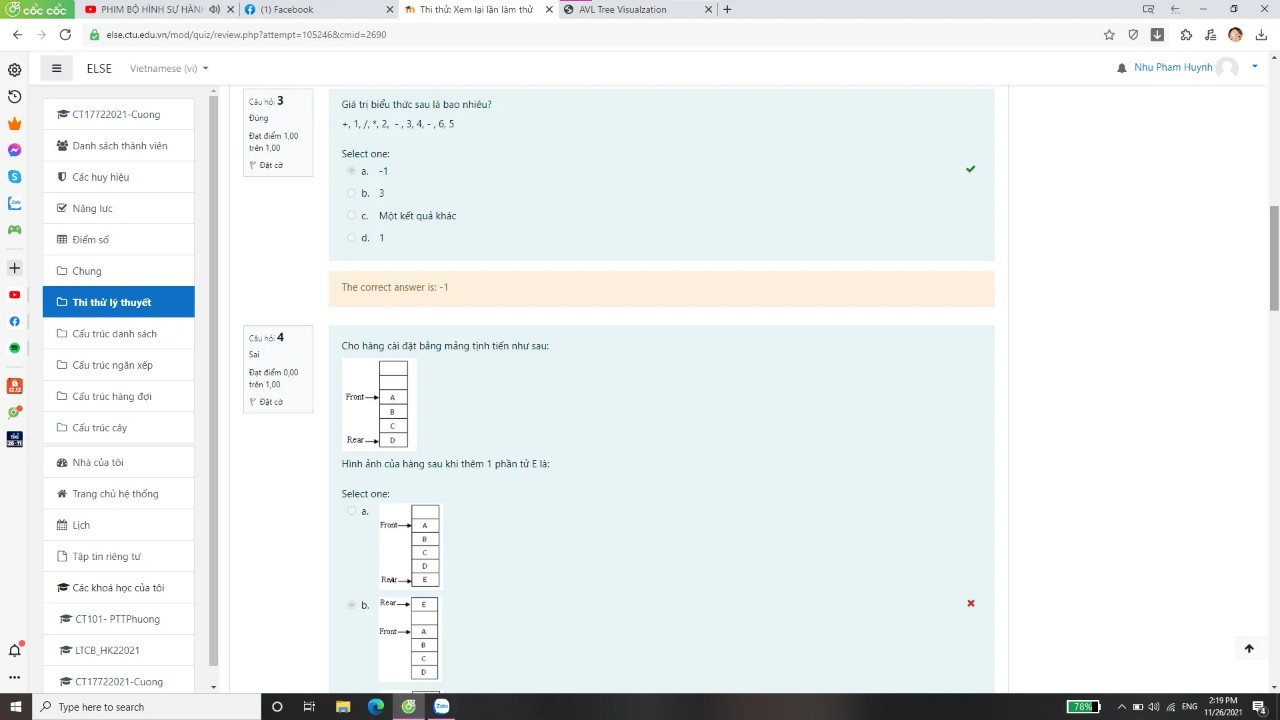 cốc cốc
PHIM BỘ HÌNH SỰ HÀNH
(1) Facebook
Thi thử: Xem lại lần làm thử
AVL Tree Visualzation
else.ctu.edu.vn/mod/quiz/review.php?attempt=105246&cmid=2690
ELSE
Vietnamese (vi)
Nhu Pham Huynh
CT17722021-Cuong
Danh sách thành viên
Các huy hiệu
Năng lực
Điểm số
Chung
Thi thử lý thuyết
Cấu trúc danh sách
Cấu trúc ngăn xếp
Cấu trúc hàng đợi
Cấu trúc cây
Nhà của tôi
Trang chủ hệ thống
Lịch
Tập tin riêng tư
Các khoá học của tôi
CT101- PTTPhuong
LTCB_HK22021
CT17722021-Cuong
Câu hỏi 3
Đúng
Đạt điểm 1,00
trên 1,00
Đặt cờ
Giá trị biểu thức sau là bao nhiêu?
+, 1, /, *, 2, - , 3, 4, - , 6, 5
Select one:
a. -1
b. 3
c. Một kết quả khác
d. 1
The correct answer is: -1
Câu hỏi 4
Sai
Đạt điểm 0,00
trên 1,00
Đặt cờ
Cho hàng cài đặt bằng mảng tịnh tiến như sau:
Front A
B
C
Rear D
Hình ảnh của hàng sau khi thêm 1 phần tử E là:
Select one:
a.
Front A
B
C
D
Rear E
b. Rear E
Front A
B
C
D
Type here to search
Zalo
78%
ENG
2:19 PM
11/26/2021
4